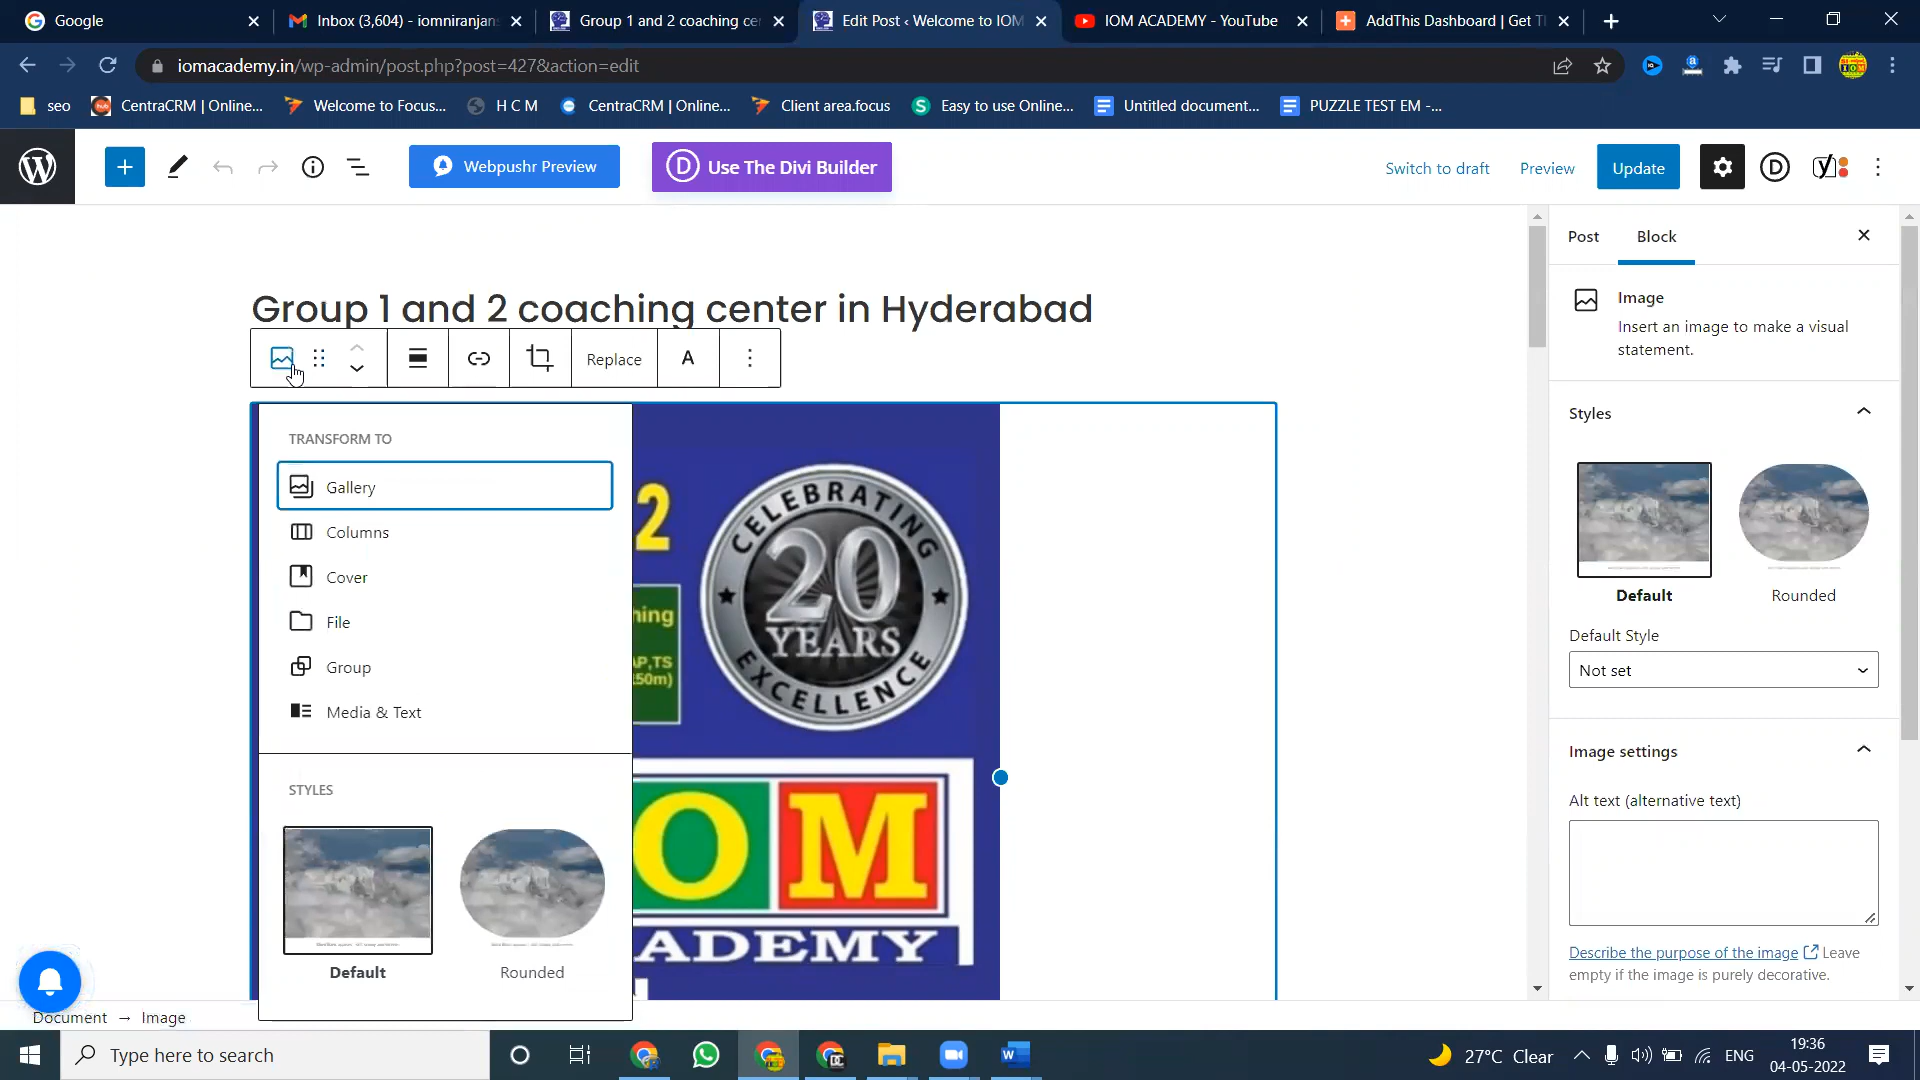 Google
Inbox (3,604) - iomniranjan
Group 1 and 2 coaching ce
Edit Post ‹ Welcome to IOM
IOM ACADEMY - YouTube
AddThis Dashboard | Get T
iomacademy.in/wp-admin/post.php?post=427&action=edit
seo
CentraCRM | Online...
Welcome to Focus...
H C M
CentraCRM | Online...
Client area.focus
Easy to use Online...
Untitled document...
PUZZLE TEST EM -...
Webpushr Preview
D Use The Divi Builder
Switch to draft
Preview
Update
Post
Block
Image
Insert an image to make a visual
statement.
Group 1 and 2 coaching center in Hyderabad
Replace
A
TRANSFORM TO
Gallery
Columns
Cover
File
Group
Media & Text
STYLES
Default
Rounded
2
hing
AP,TS
50m)
CELEBRATING
20
YEARS
EXCELLENCE
OM
ADEMY
Styles
Default
Rounded
Default Style
Not set
Image settings
Alt text (alternative text)
Describe the purpose of the image Leave
empty if the image is purely decorative.
Document → Image
Type here to search
27°C Clear
ENG
19:36
04-05-2022